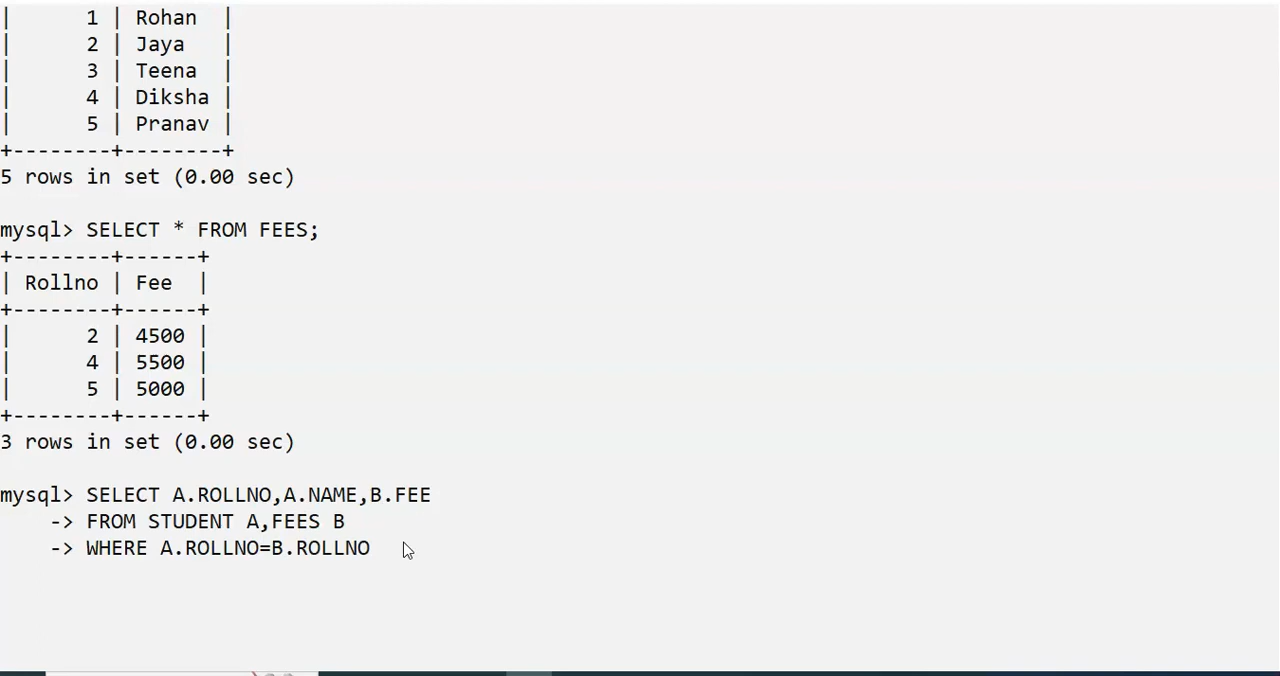 |      1 | Rohan  |
|      2 | Jaya   |
|      3 | Teena  |
|      4 | Diksha |
|      5 | Pranav |
+--------+--------+
5 rows in set (0.00 sec)
mysql> SELECT * FROM FEES;
+--------+------+
| Rollno | Fee  |
+--------+------+
|      2 | 4500 |
|      4 | 5500 |
|      5 | 5000 |
+--------+------+
3 rows in set (0.00 sec)
mysql> SELECT A.ROLLNO,A.NAME,B.FEE
    -> FROM STUDENT A,FEES B
    -> WHERE A.ROLLNO=B.ROLLNO